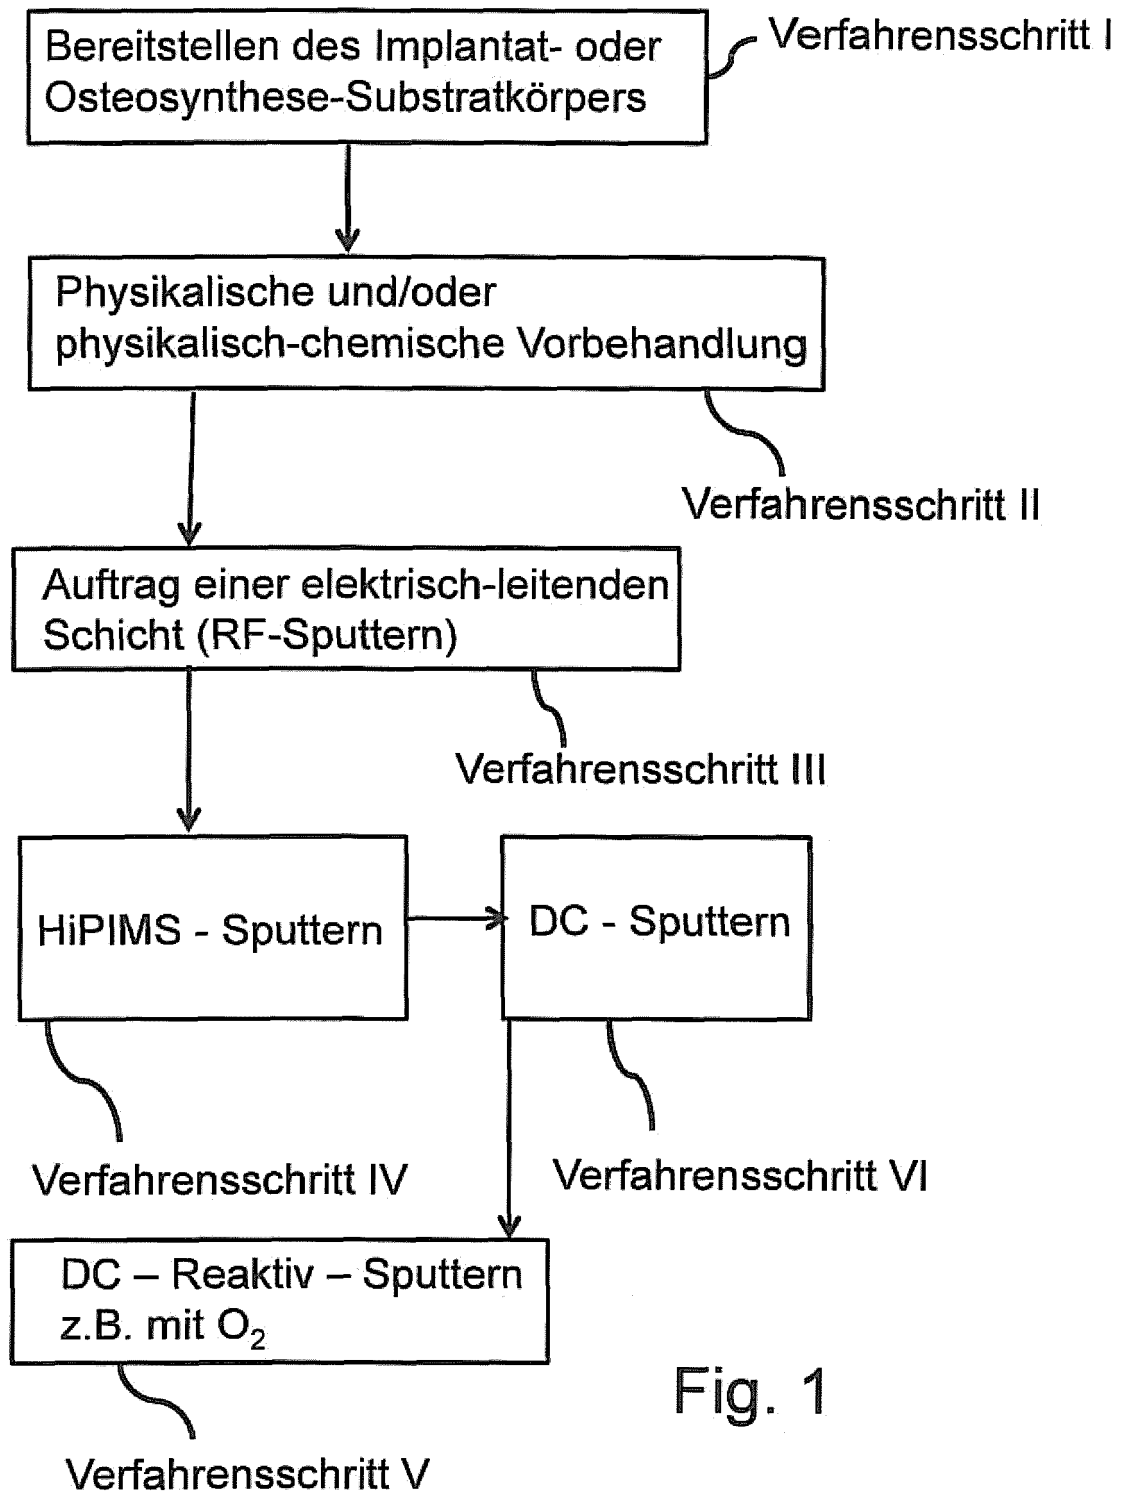 Bereitstellen des Implantat- oder
Osteosynthese-Substratkörpers
Verfahrensschritt I
Physikalische und/oder
physikalisch-chemische Vorbehandlung
Verfahrensschritt II
Auftrag einer elektrisch-leitenden
Schicht (RF-Sputtern)
Verfahrensschritt III
HiPIMS - Sputtern
DC - Sputtern
Verfahrensschritt IV
Verfahrensschritt VI
DC – Reaktiv – Sputtern
z.B. mit O₂
Fig. 1
Verfahrensschritt V